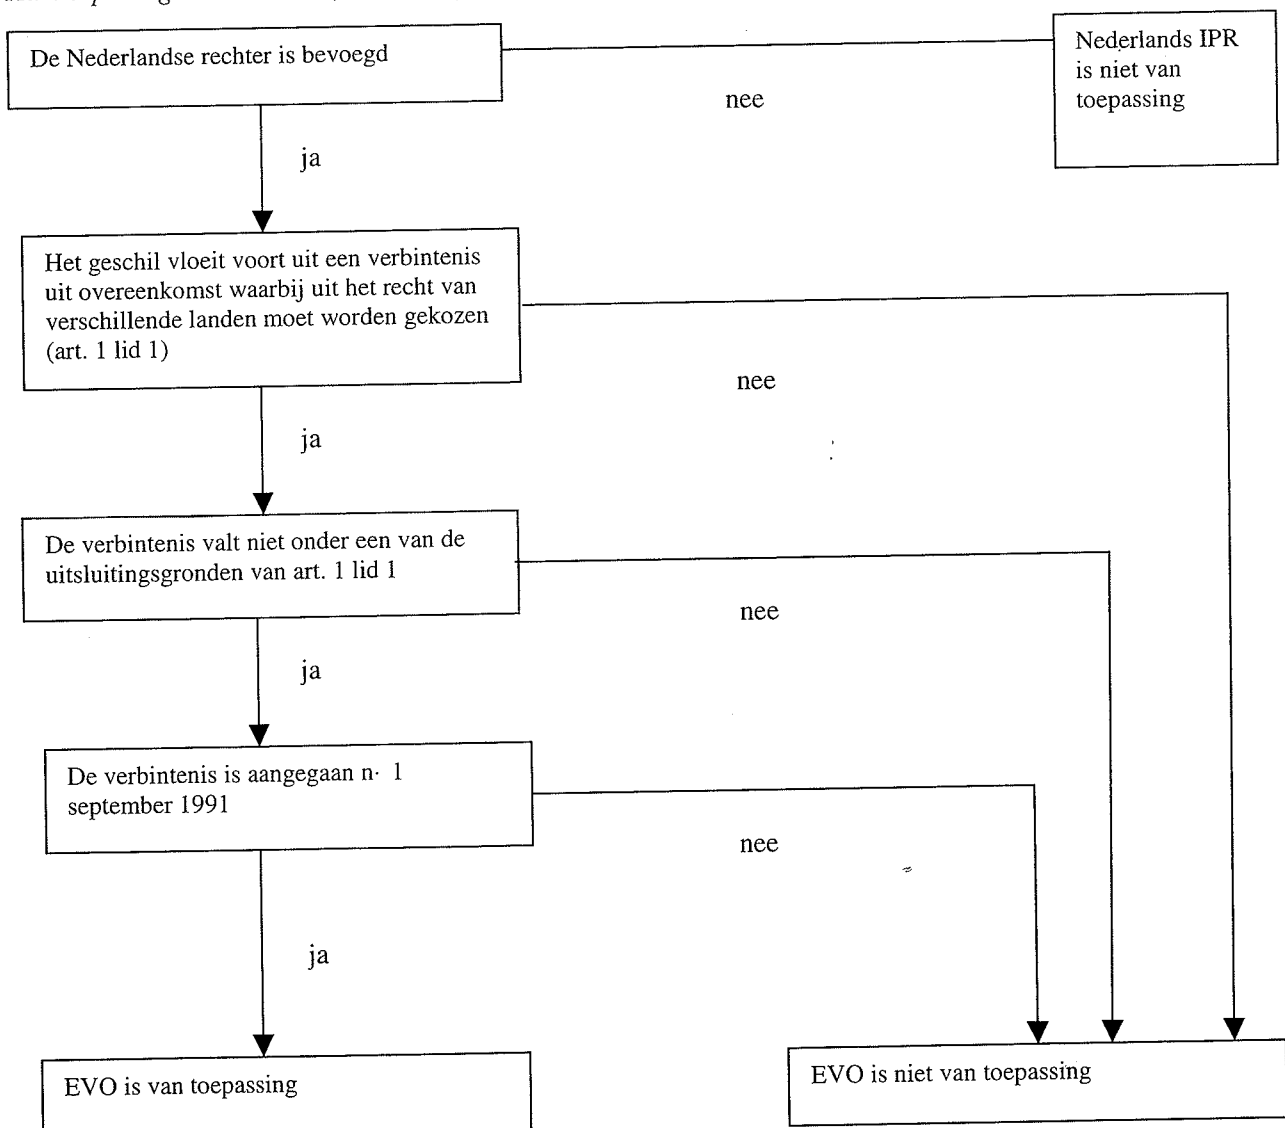 De Nederlandse rechter is bevoegd
Nederlands IPR
is niet van
toepassing
nee
ja
Het geschil vloeit voort uit een verbintenis
uit overeenkomst waarbij uit het recht van
verschillende landen moet worden gekozen
(art. 1 lid 1)
nee
ja
De verbintenis valt niet onder een van de
uitsluitingsgronden van art. 1 lid 1
nee
ja
De verbintenis is aangegaan n· 1
september 1991
nee
ja
EVO is van toepassing
EVO is niet van toepassing